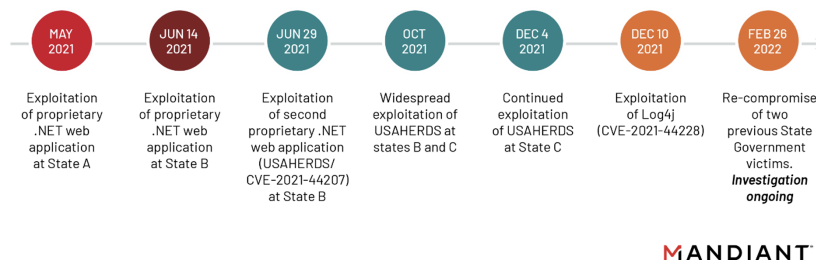 MAY
2021
Exploitation
of proprietary
.NET web
application
at State A
JUN 14
2021
Exploitation
of proprietary
.NET web
application
at State B
JUN 29
2021
Exploitation
of second
proprietary .NET
web application
(USAHERDS/
CVE-2021-44207)
at State B
OCT
2021
Widespread
exploitation of
USAHERDS at
states B and C
DEC 4
2021
Continued
exploitation
of USAHERDS
at State C
DEC 10
2021
Exploitation
of Log4j
(CVE-2021-44228)
FEB 26
2022
Re-compromise
of two
previous State
Government
victims.
Investigation
ongoing
MANDIANT